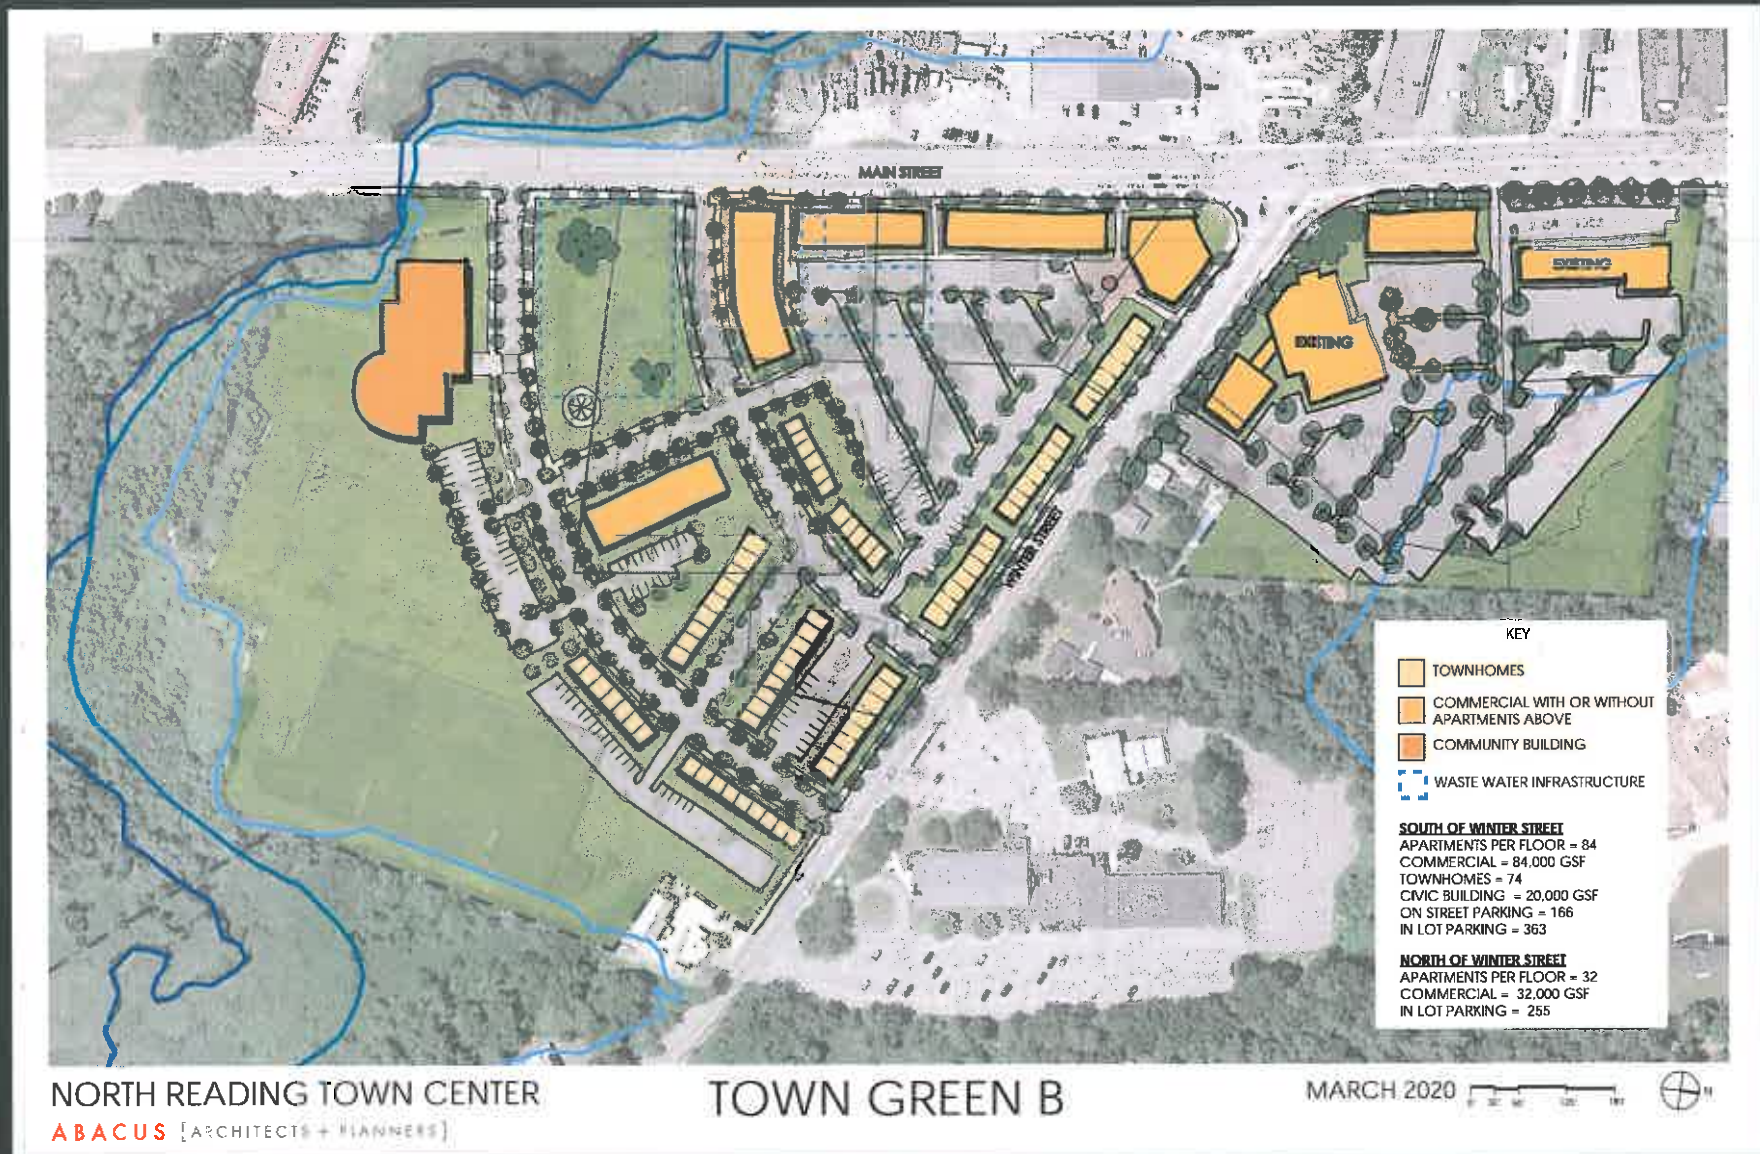 MAIN STREET
EXISTING
EXISTING
WINTER STREET
KEY
TOWNHOMES
COMMERCIAL WITH OR WITHOUT
APARTMENTS ABOVE
COMMUNITY BUILDING
WASTE WATER INFRASTRUCTURE
SOUTH OF WINTER STREET
APARTMENTS PER FLOOR = 84
COMMERCIAL = 84,000 GSF
TOWNHOMES = 74
CIVIC BUILDING = 20,000 GSF
ON STREET PARKING = 166
IN LOT PARKING = 363
NORTH OF WINTER STREET
APARTMENTS PER FLOOR = 32
COMMERCIAL = 32,000 GSF
IN LOT PARKING = 255
NORTH READING TOWN CENTER
TOWN GREEN B
MARCH 2020
N
ABACUS [ARCHITECTS + PLANNERS]